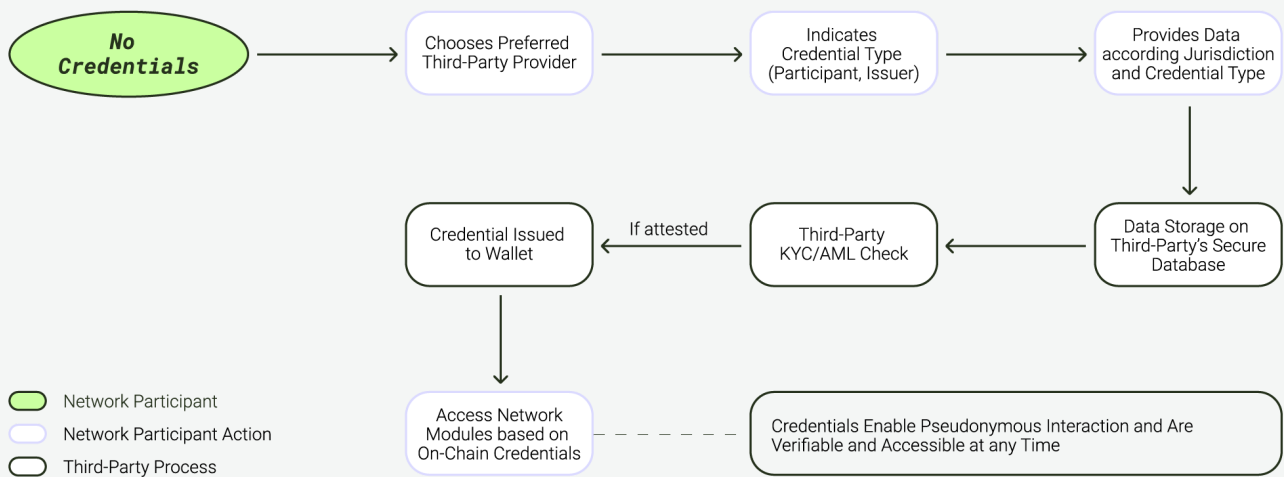 No
Credentials
Chooses Preferred
Third-Party Provider
Indicates
Credential Type
(Participant, Issuer)
Provides Data
according Jurisdiction
and Credential Type
Data Storage on
Third-Party's Secure
Database
Third-Party
KYC/AML Check
If attested
Credential Issued
to Wallet
Access Network
Modules based on
On-Chain Credentials
Credentials Enable Pseudonymous Interaction and Are
Verifiable and Accessible at any Time
Network Participant
Network Participant Action
Third-Party Process